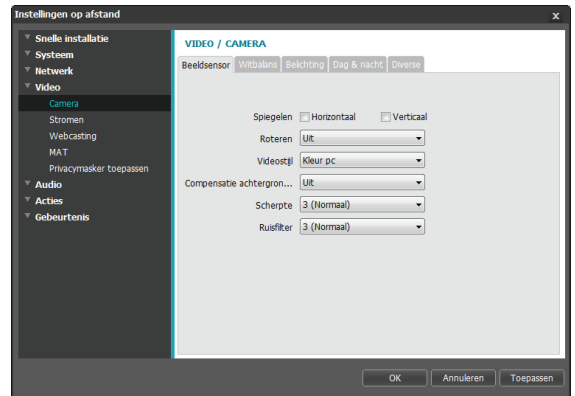 Instellingen op afstand
x
Snelle installatie
Systeem
Netwerk
Video
Camera
Stromen
Webcasting
MAT
Privacymasker toepassen
Audio
Acties
Gebeurtenis
VIDEO / CAMERA
Beeldsensor Witbalans Belichting Dag & nacht Diverse
Spiegelen Horizontaal Verticaal
Roteren Uit
Videostijl Kleur pc
Compensatie achtergron... Uit
Scherpte 3 (Normaal)
Ruisfilter 3 (Normaal)
OK Annuleren Toepassen